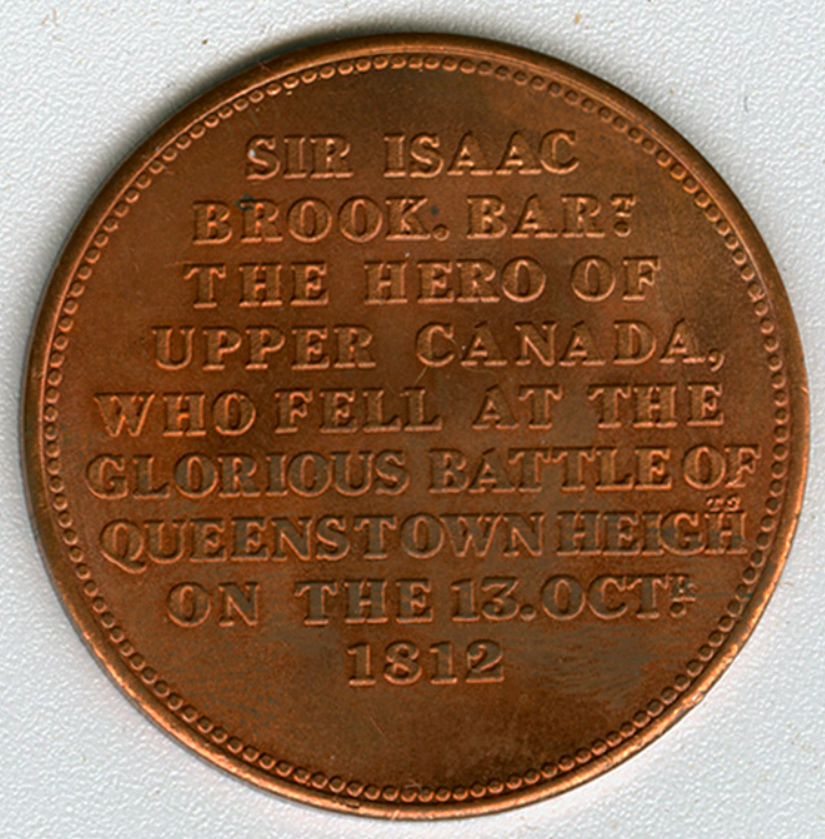 SIR ISAAC
BROOK. BARᵀ.
THE HERO OF
UPPER CANADA,
WHO FELL AT THE
GLORIOUS BATTLE OF
QUEENSTOWN HEIGHᵀˢ
ON THE 13. OCTᴿ.
1812